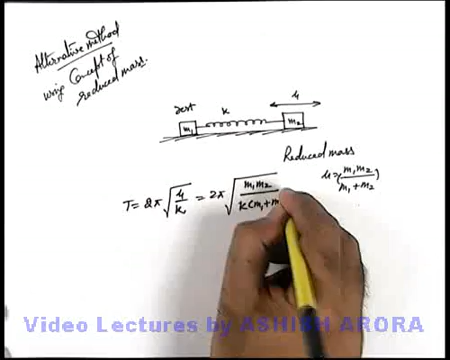 Alternative method
using Concept of
reduced mass.
rest
k
μ
m₁
m₂
Reduced mass
μ = (m₁m₂ / m₁+m₂)
T = 2π √(μ/k) = 2π √(m₁m₂ / k(m₁+m
Video Lectures by ASHISH ARORA